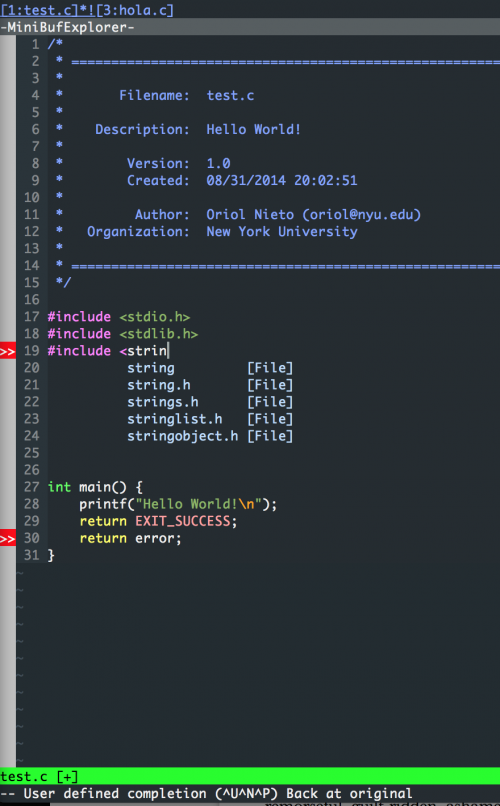 [1:test.c]*![3:hola.c]
-MiniBufExplorer-
1 /*
2  * ======================================================
3  *
4  *       Filename:  test.c
5  *
6  *    Description:  Hello World!
7  *
8  *        Version:  1.0
9  *        Created:  08/31/2014 20:02:51
10  *
11  *         Author:  Oriol Nieto (oriol@nyu.edu)
12  *   Organization:  New York University
13  *
14  * ======================================================
15  */
16
17 #include <stdio.h>
18 #include <stdlib.h>
>> 19 #include <strin
20           string         [File]
21           string.h       [File]
22           strings.h      [File]
23           stringlist.h   [File]
24           stringobject.h [File]
25
26
27 int main() {
28     printf("Hello World!\n");
29     return EXIT_SUCCESS;
>> 30     return error;
31 }
~
~
~
~
~
~
~
~
~
~
~
~
test.c [+]
-- User defined completion (^U^N^P) Back at original